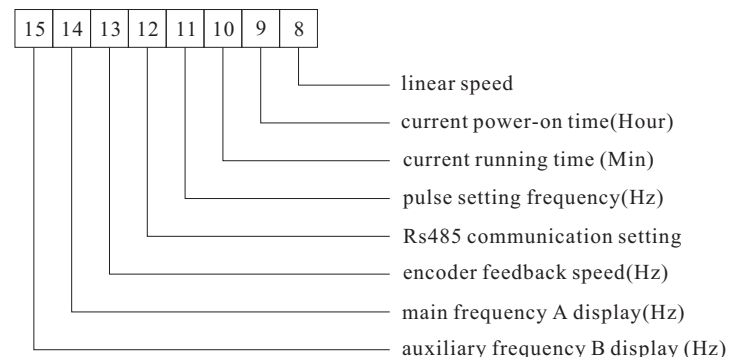 15 14 13 12 11 10 9 8
linear speed
current power-on time(Hour)
current running time (Min)
pulse setting frequency(Hz)
Rs485 communication setting
encoder feedback speed(Hz)
main frequency A display(Hz)
auxiliary frequency B display (Hz)